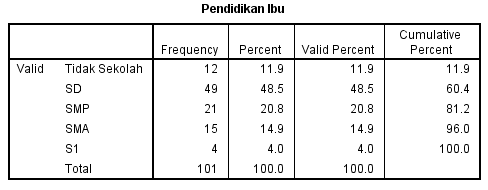 Pendidikan Ibu
Frequency Percent Valid Percent Cumulative Percent
Valid Tidak Sekolah 12 11.9 11.9 11.9
SD 49 48.5 48.5 60.4
SMP 21 20.8 20.8 81.2
SMA 15 14.9 14.9 96.0
S1 4 4.0 4.0 100.0
Total 101 100.0 100.0